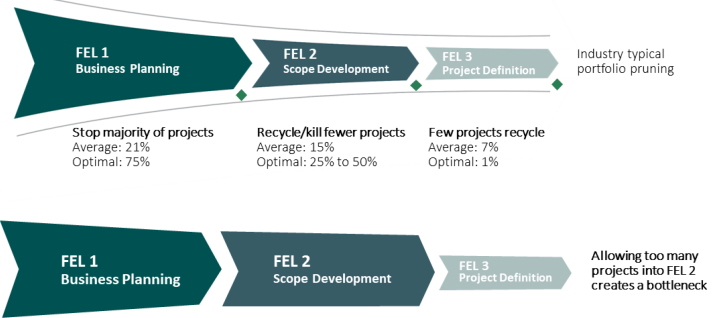 FEL 1
Business Planning
FEL 2
Scope Development
FEL 3
Project Definition
Industry typical
portfolio pruning
Stop majority of projects
Average: 21%
Optimal: 75%
Recycle/kill fewer projects
Average: 15%
Optimal: 25% to 50%
Few projects recycle
Average: 7%
Optimal: 1%
FEL 1
Business Planning
FEL 2
Scope Development
FEL 3
Project Definition
Allowing too many
projects into FEL 2
creates a bottleneck